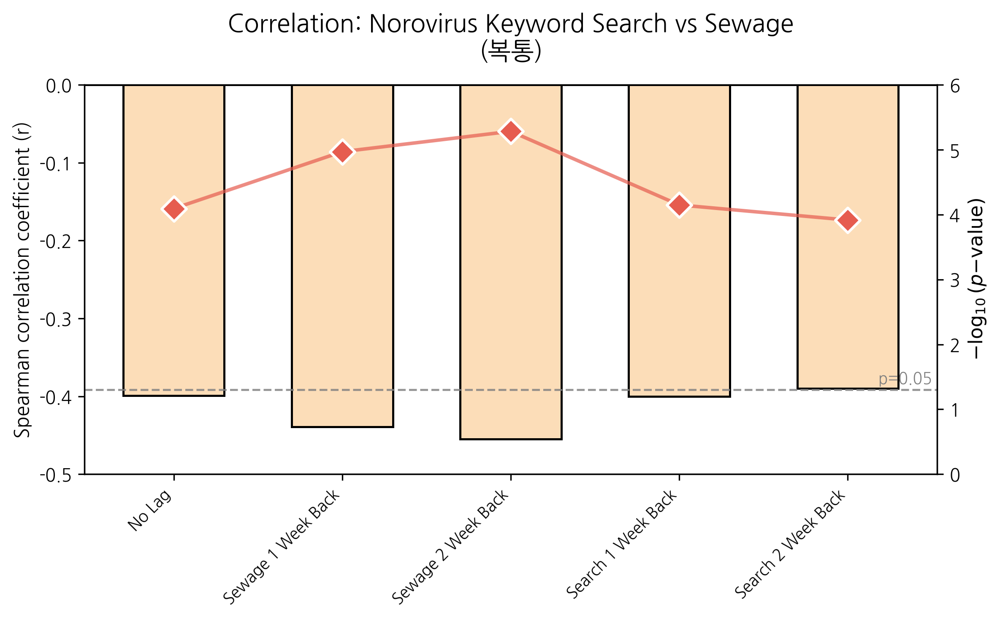 Correlation: Norovirus Keyword Search vs Sewage
(복통)
Spearman correlation coefficient (r)
0.0
-0.1
-0.2
-0.3
-0.4
-0.5
6
5
4
3
2
1
0
−log₁₀ (p−value)
p=0.05
No Lag
Sewage 1 Week Back
Sewage 2 Week Back
Search 1 Week Back
Search 2 Week Back